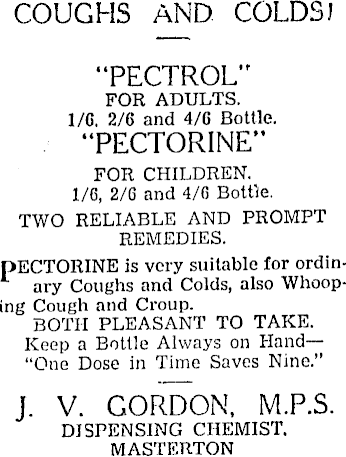 COUGHS AND COLDS!
"PECTROL"
FOR ADULTS.
1/6, 2/6 and 4/6 Bottle.
"PECTORINE"
FOR CHILDREN.
1/6, 2/6 and 4/6 Bottle.
TWO RELIABLE AND PROMPT
REMEDIES.
PECTORINE is very suitable for ordin-
ary Coughs and Colds, also Whoop-
ing Cough and Croup.
BOTH PLEASANT TO TAKE.
Keep a Bottle Always on Hand—
"One Dose in Time Saves Nine."
J. V. GORDON, M.P.S.
DISPENSING CHEMIST,
MASTERTON